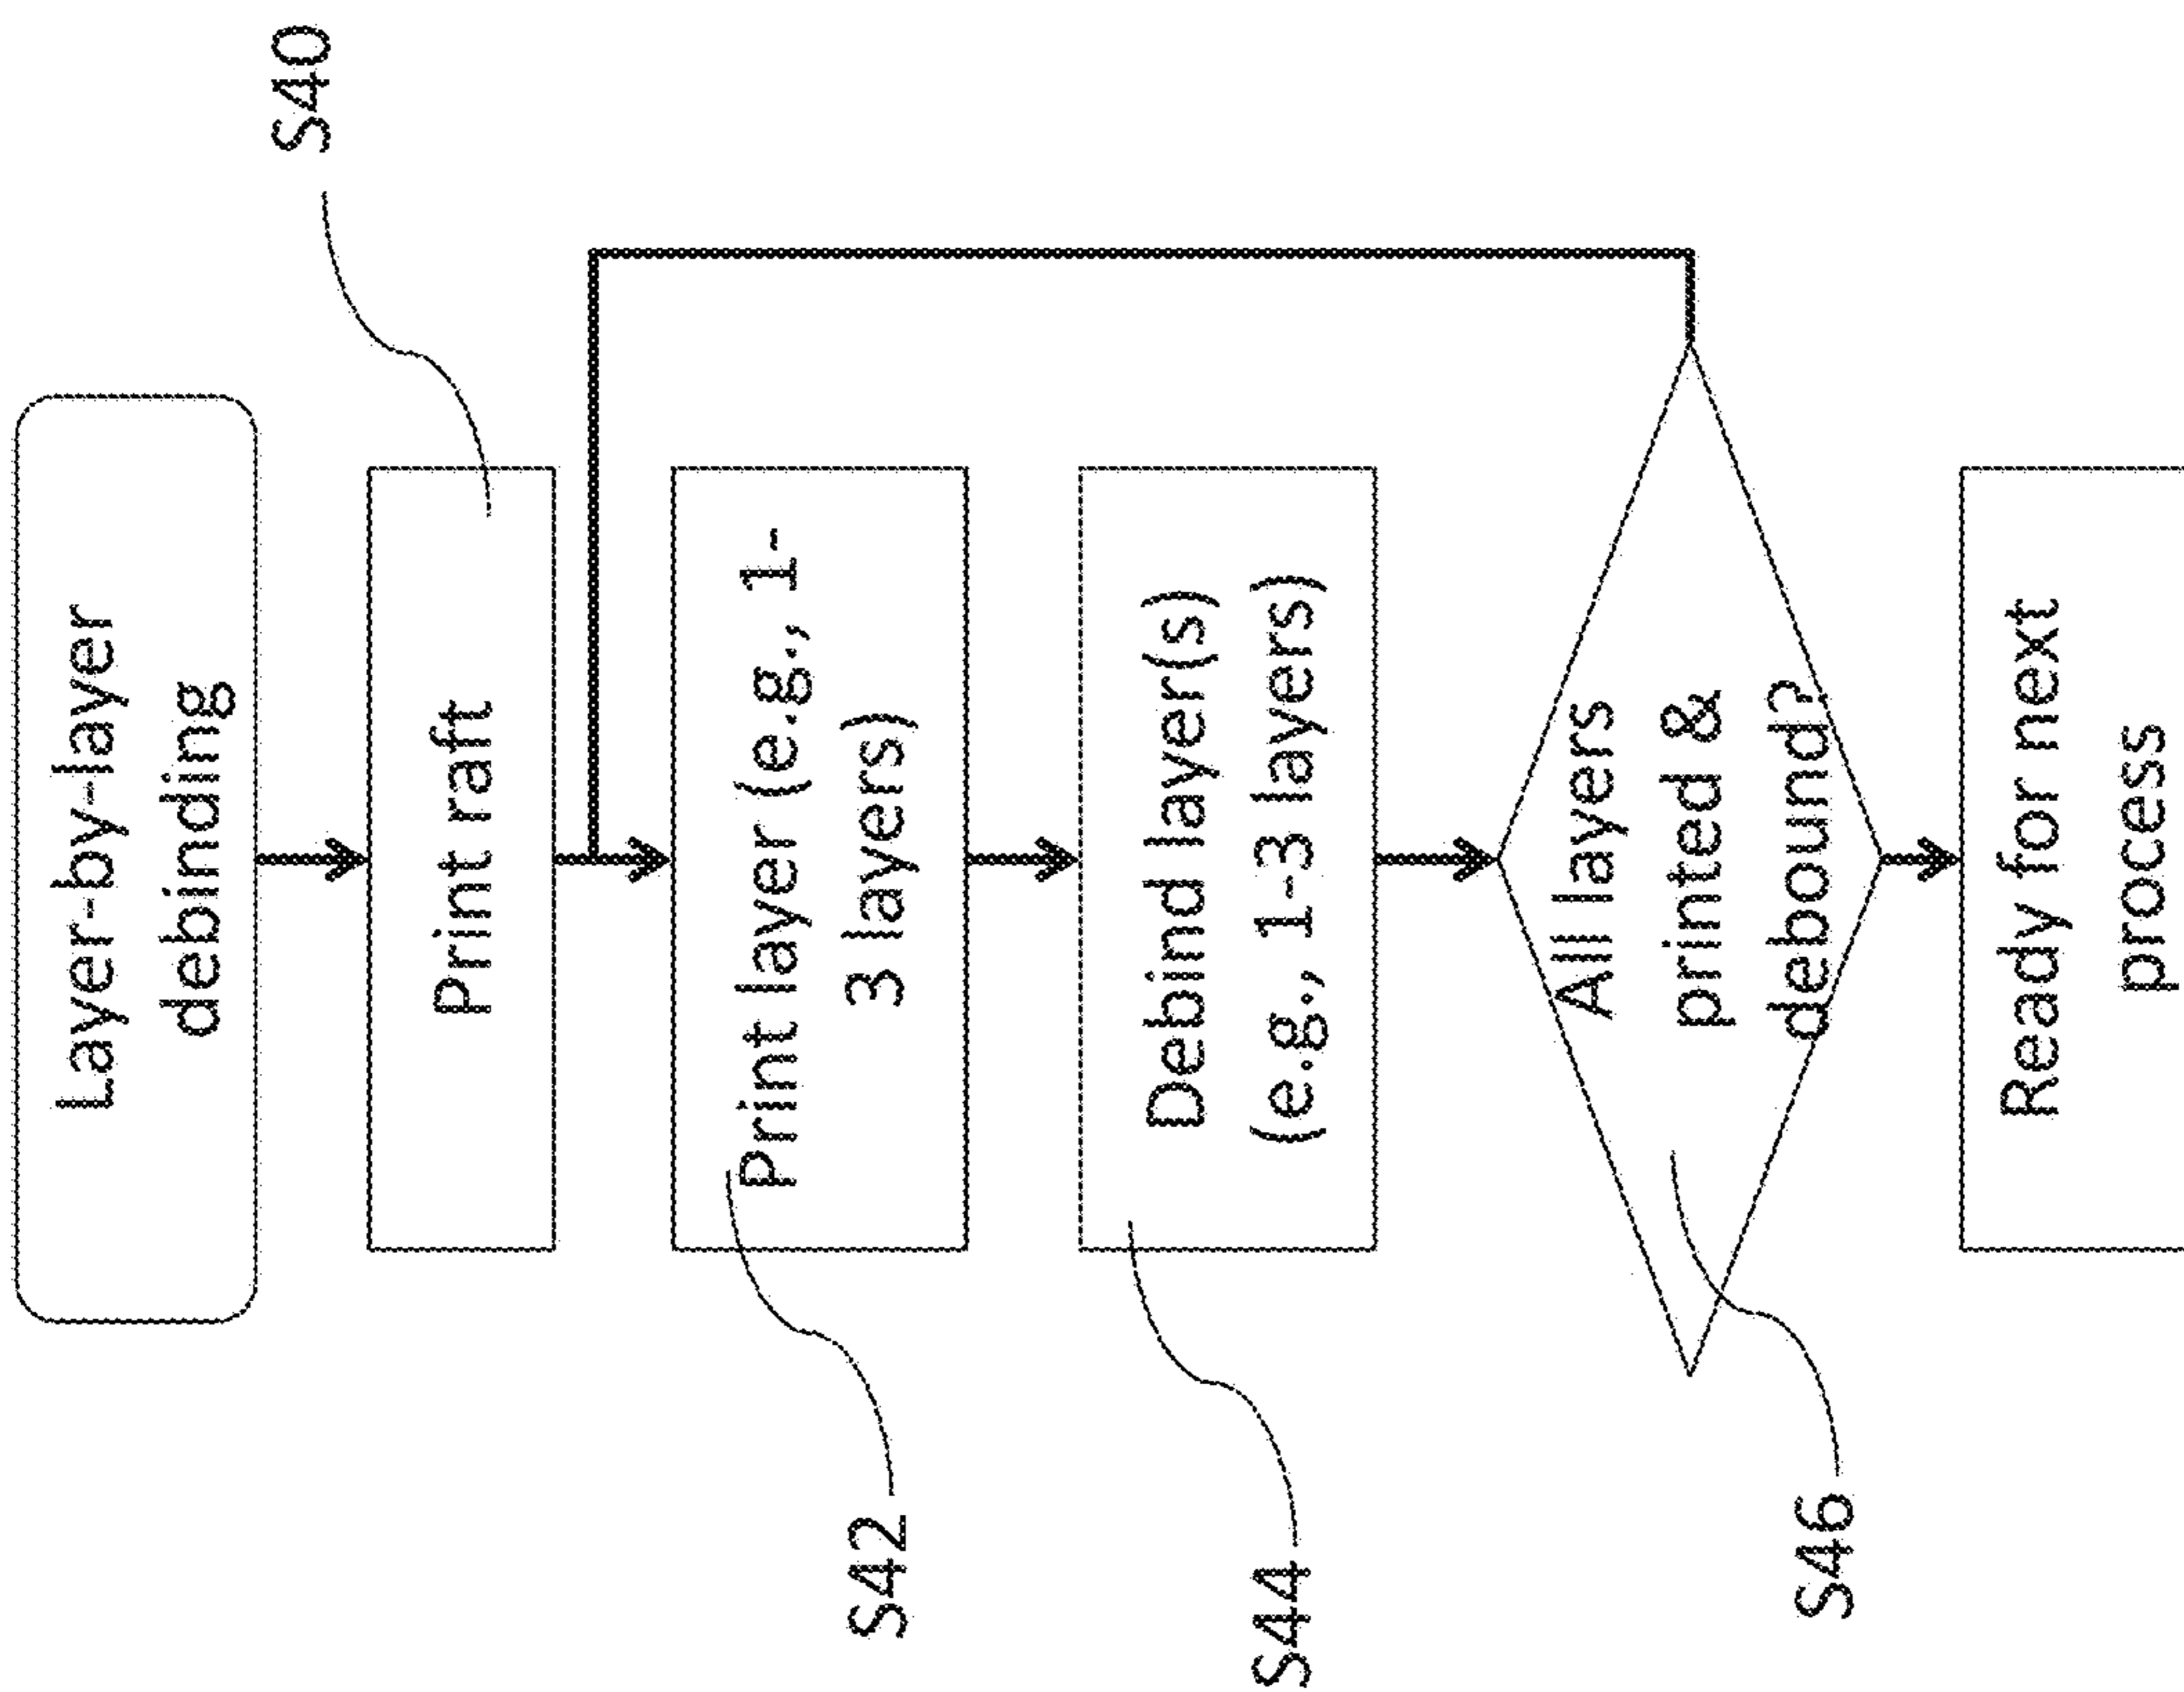 Layer-by-layer
debinding
S40
Print raft
Print layer (e.g., 1-
3 layers)
S42
Debind layer(s)
(e.g., 1-3 layers)
S44
All layers
printed &
debound?
S46
Ready for next
process